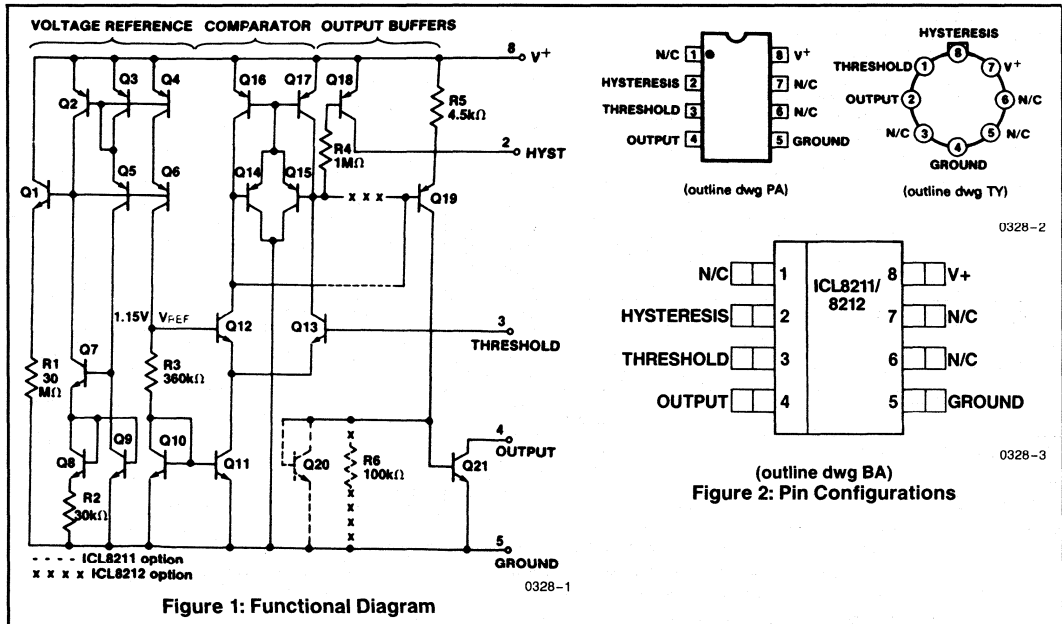 VOLTAGE REFERENCE COMPARATOR OUTPUT BUFFERS
8 V+
Q3 Q4 Q16 Q17 Q18
Q2
R5
4.5kΩ
R4
1MΩ
2 HYST
Q5 Q6 Q14 Q15
Q1 x x x Q19
1.15V VREF
Q12 Q13
3
THRESHOLD
R1
30
MΩ
Q7
R3
360kΩ
Q8 Q9 Q10 Q11
R2
30kΩ
Q20
R6
100kΩ
Q21
4
OUTPUT
5
GROUND
- - - - ICL8211 option
x x x x ICL8212 option
0328-1
Figure 1: Functional Diagram
N/C 1 8 V+
HYSTERESIS 2 7 N/C
THRESHOLD 3 6 N/C
OUTPUT 4 5 GROUND
(outline dwg PA)
HYSTERESIS
8
THRESHOLD 1 7 V+
OUTPUT 2 6 N/C
N/C 3 5 N/C
4
GROUND
(outline dwg TY)
0328-2
ICL8211/
8212
N/C 1 8 V+
HYSTERESIS 2 7 N/C
THRESHOLD 3 6 N/C
OUTPUT 4 5 GROUND
0328-3
(outline dwg BA)
Figure 2: Pin Configurations